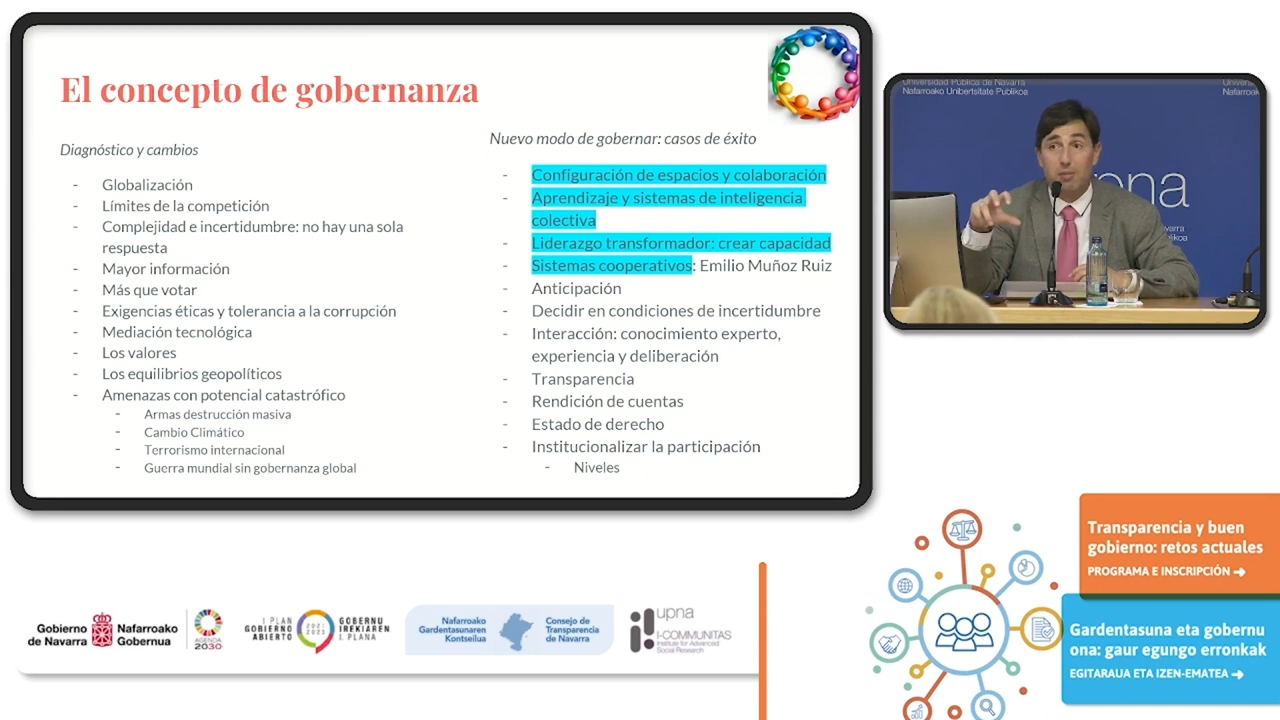 El concepto de gobernanza
Diagnóstico y cambios
- Globalización
- Límites de la competición
- Complejidad e incertidumbre: no hay una sola
respuesta
- Mayor información
- Más que votar
- Exigencias éticas y tolerancia a la corrupción
- Mediación tecnológica
- Los valores
- Los equilibrios geopolíticos
- Amenazas con potencial catastrófico
- Armas destrucción masiva
- Cambio Climático
- Terrorismo internacional
- Guerra mundial sin gobernanza global
Nuevo modo de gobernar: casos de éxito
- Configuración de espacios y colaboración
- Aprendizaje y sistemas de inteligencia
colectiva
- Liderazgo transformador: crear capacidad
- Sistemas cooperativos: Emilio Muñoz Ruiz
- Anticipación
- Decidir en condiciones de incertidumbre
- Interacción: conocimiento experto,
experiencia y deliberación
- Transparencia
- Rendición de cuentas
- Estado de derecho
- Institucionalizar la participación
- Niveles
Universidad Pública de Navarra
Nafarroako Unibertsitate Publikoa
Nafarroak
upna
Transparencia y buen
gobierno: retos actuales
PROGRAMA E INSCRIPCIÓN ➜
Gardentasuna eta gobernu
ona: gaur egungo erronkak
EGITARAUA ETA IZEN-EMATEA ➜
Gobierno
de Navarra
Nafarroako
Gobernua
AGENDA
2030
I PLAN
GOBIERNO
ABIERTO
2021
2023
GOBERNU
IREKIAREN
I. PLANA
Nafarroako
Gardentasunaren
Kontseilua
Consejo de
Transparencia
de Navarra
upna
I-COMMUNITAS
Institute for Advanced
Social Research